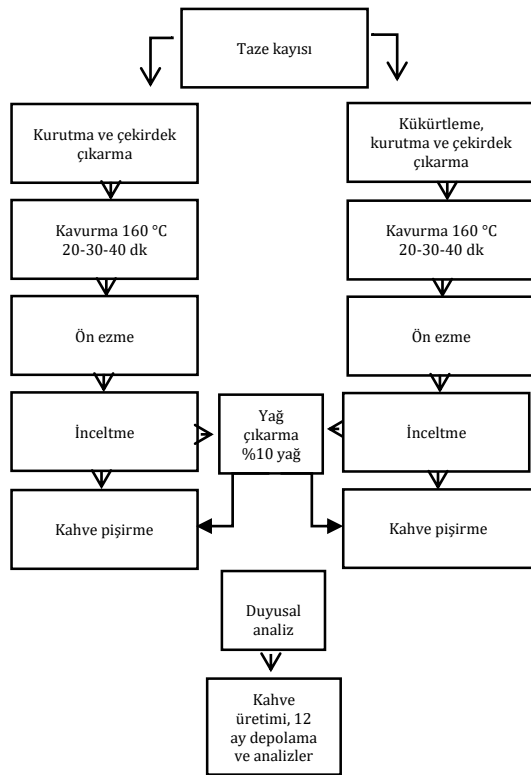 Taze kayısı
Kurutma ve çekirdek
çıkarma
Kükürtleme,
kurutma ve çekirdek
çıkarma
Kavurma 160 °C
20-30-40 dk
Kavurma 160 °C
20-30-40 dk
Ön ezme
Ön ezme
İnceltme
Yağ
çıkarma
%10 yağ
İnceltme
Kahve pişirme
Kahve pişirme
Duyusal
analiz
Kahve
üretimi, 12
ay depolama
ve analizler